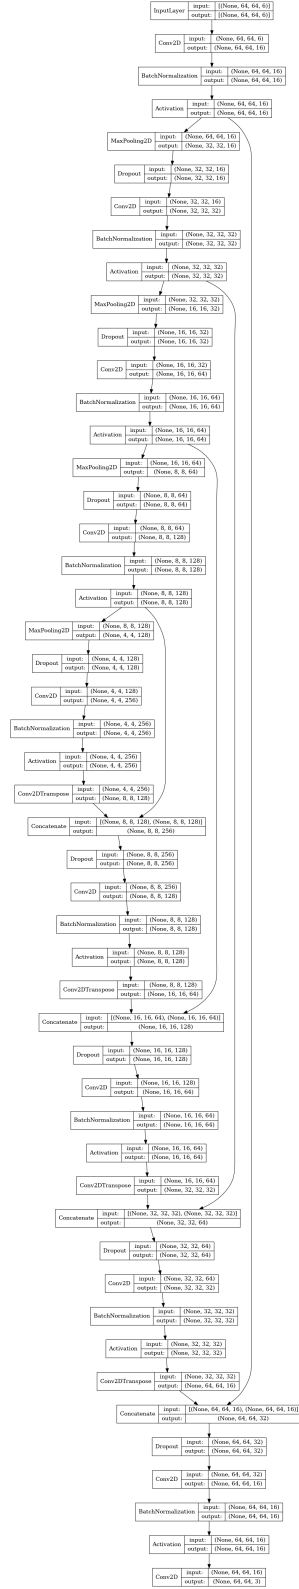 InputLayer input: [(None, 64, 64, 6)]
output: [(None, 64, 64, 6)]
Conv2D input: (None, 64, 64, 6)
output: (None, 64, 64, 16)
BatchNormalization input: (None, 64, 64, 16)
output: (None, 64, 64, 16)
Activation input: (None, 64, 64, 16)
output: (None, 64, 64, 16)
MaxPooling2D input: (None, 64, 64, 16)
output: (None, 32, 32, 16)
Dropout input: (None, 32, 32, 16)
output: (None, 32, 32, 16)
Conv2D input: (None, 32, 32, 16)
output: (None, 32, 32, 32)
BatchNormalization input: (None, 32, 32, 32)
output: (None, 32, 32, 32)
Activation input: (None, 32, 32, 32)
output: (None, 32, 32, 32)
MaxPooling2D input: (None, 32, 32, 32)
output: (None, 16, 16, 32)
Dropout input: (None, 16, 16, 32)
output: (None, 16, 16, 32)
Conv2D input: (None, 16, 16, 32)
output: (None, 16, 16, 64)
BatchNormalization input: (None, 16, 16, 64)
output: (None, 16, 16, 64)
Activation input: (None, 16, 16, 64)
output: (None, 16, 16, 64)
MaxPooling2D input: (None, 16, 16, 64)
output: (None, 8, 8, 64)
Dropout input: (None, 8, 8, 64)
output: (None, 8, 8, 64)
Conv2D input: (None, 8, 8, 64)
output: (None, 8, 8, 128)
BatchNormalization input: (None, 8, 8, 128)
output: (None, 8, 8, 128)
Activation input: (None, 8, 8, 128)
output: (None, 8, 8, 128)
MaxPooling2D input: (None, 8, 8, 128)
output: (None, 4, 4, 128)
Dropout input: (None, 4, 4, 128)
output: (None, 4, 4, 128)
Conv2D input: (None, 4, 4, 128)
output: (None, 4, 4, 256)
BatchNormalization input: (None, 4, 4, 256)
output: (None, 4, 4, 256)
Activation input: (None, 4, 4, 256)
output: (None, 4, 4, 256)
Conv2DTranspose input: (None, 4, 4, 256)
output: (None, 8, 8, 128)
Concatenate input: [(None, 8, 8, 128), (None, 8, 8, 128)]
output: (None, 8, 8, 256)
Dropout input: (None, 8, 8, 256)
output: (None, 8, 8, 256)
Conv2D input: (None, 8, 8, 256)
output: (None, 8, 8, 128)
BatchNormalization input: (None, 8, 8, 128)
output: (None, 8, 8, 128)
Activation input: (None, 8, 8, 128)
output: (None, 8, 8, 128)
Conv2DTranspose input: (None, 8, 8, 128)
output: (None, 16, 16, 64)
Concatenate input: [(None, 16, 16, 64), (None, 16, 16, 64)]
output: (None, 16, 16, 128)
Dropout input: (None, 16, 16, 128)
output: (None, 16, 16, 128)
Conv2D input: (None, 16, 16, 128)
output: (None, 16, 16, 64)
BatchNormalization input: (None, 16, 16, 64)
output: (None, 16, 16, 64)
Activation input: (None, 16, 16, 64)
output: (None, 16, 16, 64)
Conv2DTranspose input: (None, 16, 16, 64)
output: (None, 32, 32, 32)
Concatenate input: [(None, 32, 32, 32), (None, 32, 32, 32)]
output: (None, 32, 32, 64)
Dropout input: (None, 32, 32, 64)
output: (None, 32, 32, 64)
Conv2D input: (None, 32, 32, 64)
output: (None, 32, 32, 32)
BatchNormalization input: (None, 32, 32, 32)
output: (None, 32, 32, 32)
Activation input: (None, 32, 32, 32)
output: (None, 32, 32, 32)
Conv2DTranspose input: (None, 32, 32, 32)
output: (None, 64, 64, 16)
Concatenate input: [(None, 64, 64, 16), (None, 64, 64, 16)]
output: (None, 64, 64, 32)
Dropout input: (None, 64, 64, 32)
output: (None, 64, 64, 32)
Conv2D input: (None, 64, 64, 32)
output: (None, 64, 64, 16)
BatchNormalization input: (None, 64, 64, 16)
output: (None, 64, 64, 16)
Activation input: (None, 64, 64, 16)
output: (None, 64, 64, 16)
Conv2D input: (None, 64, 64, 16)
output: (None, 64, 64, 3)